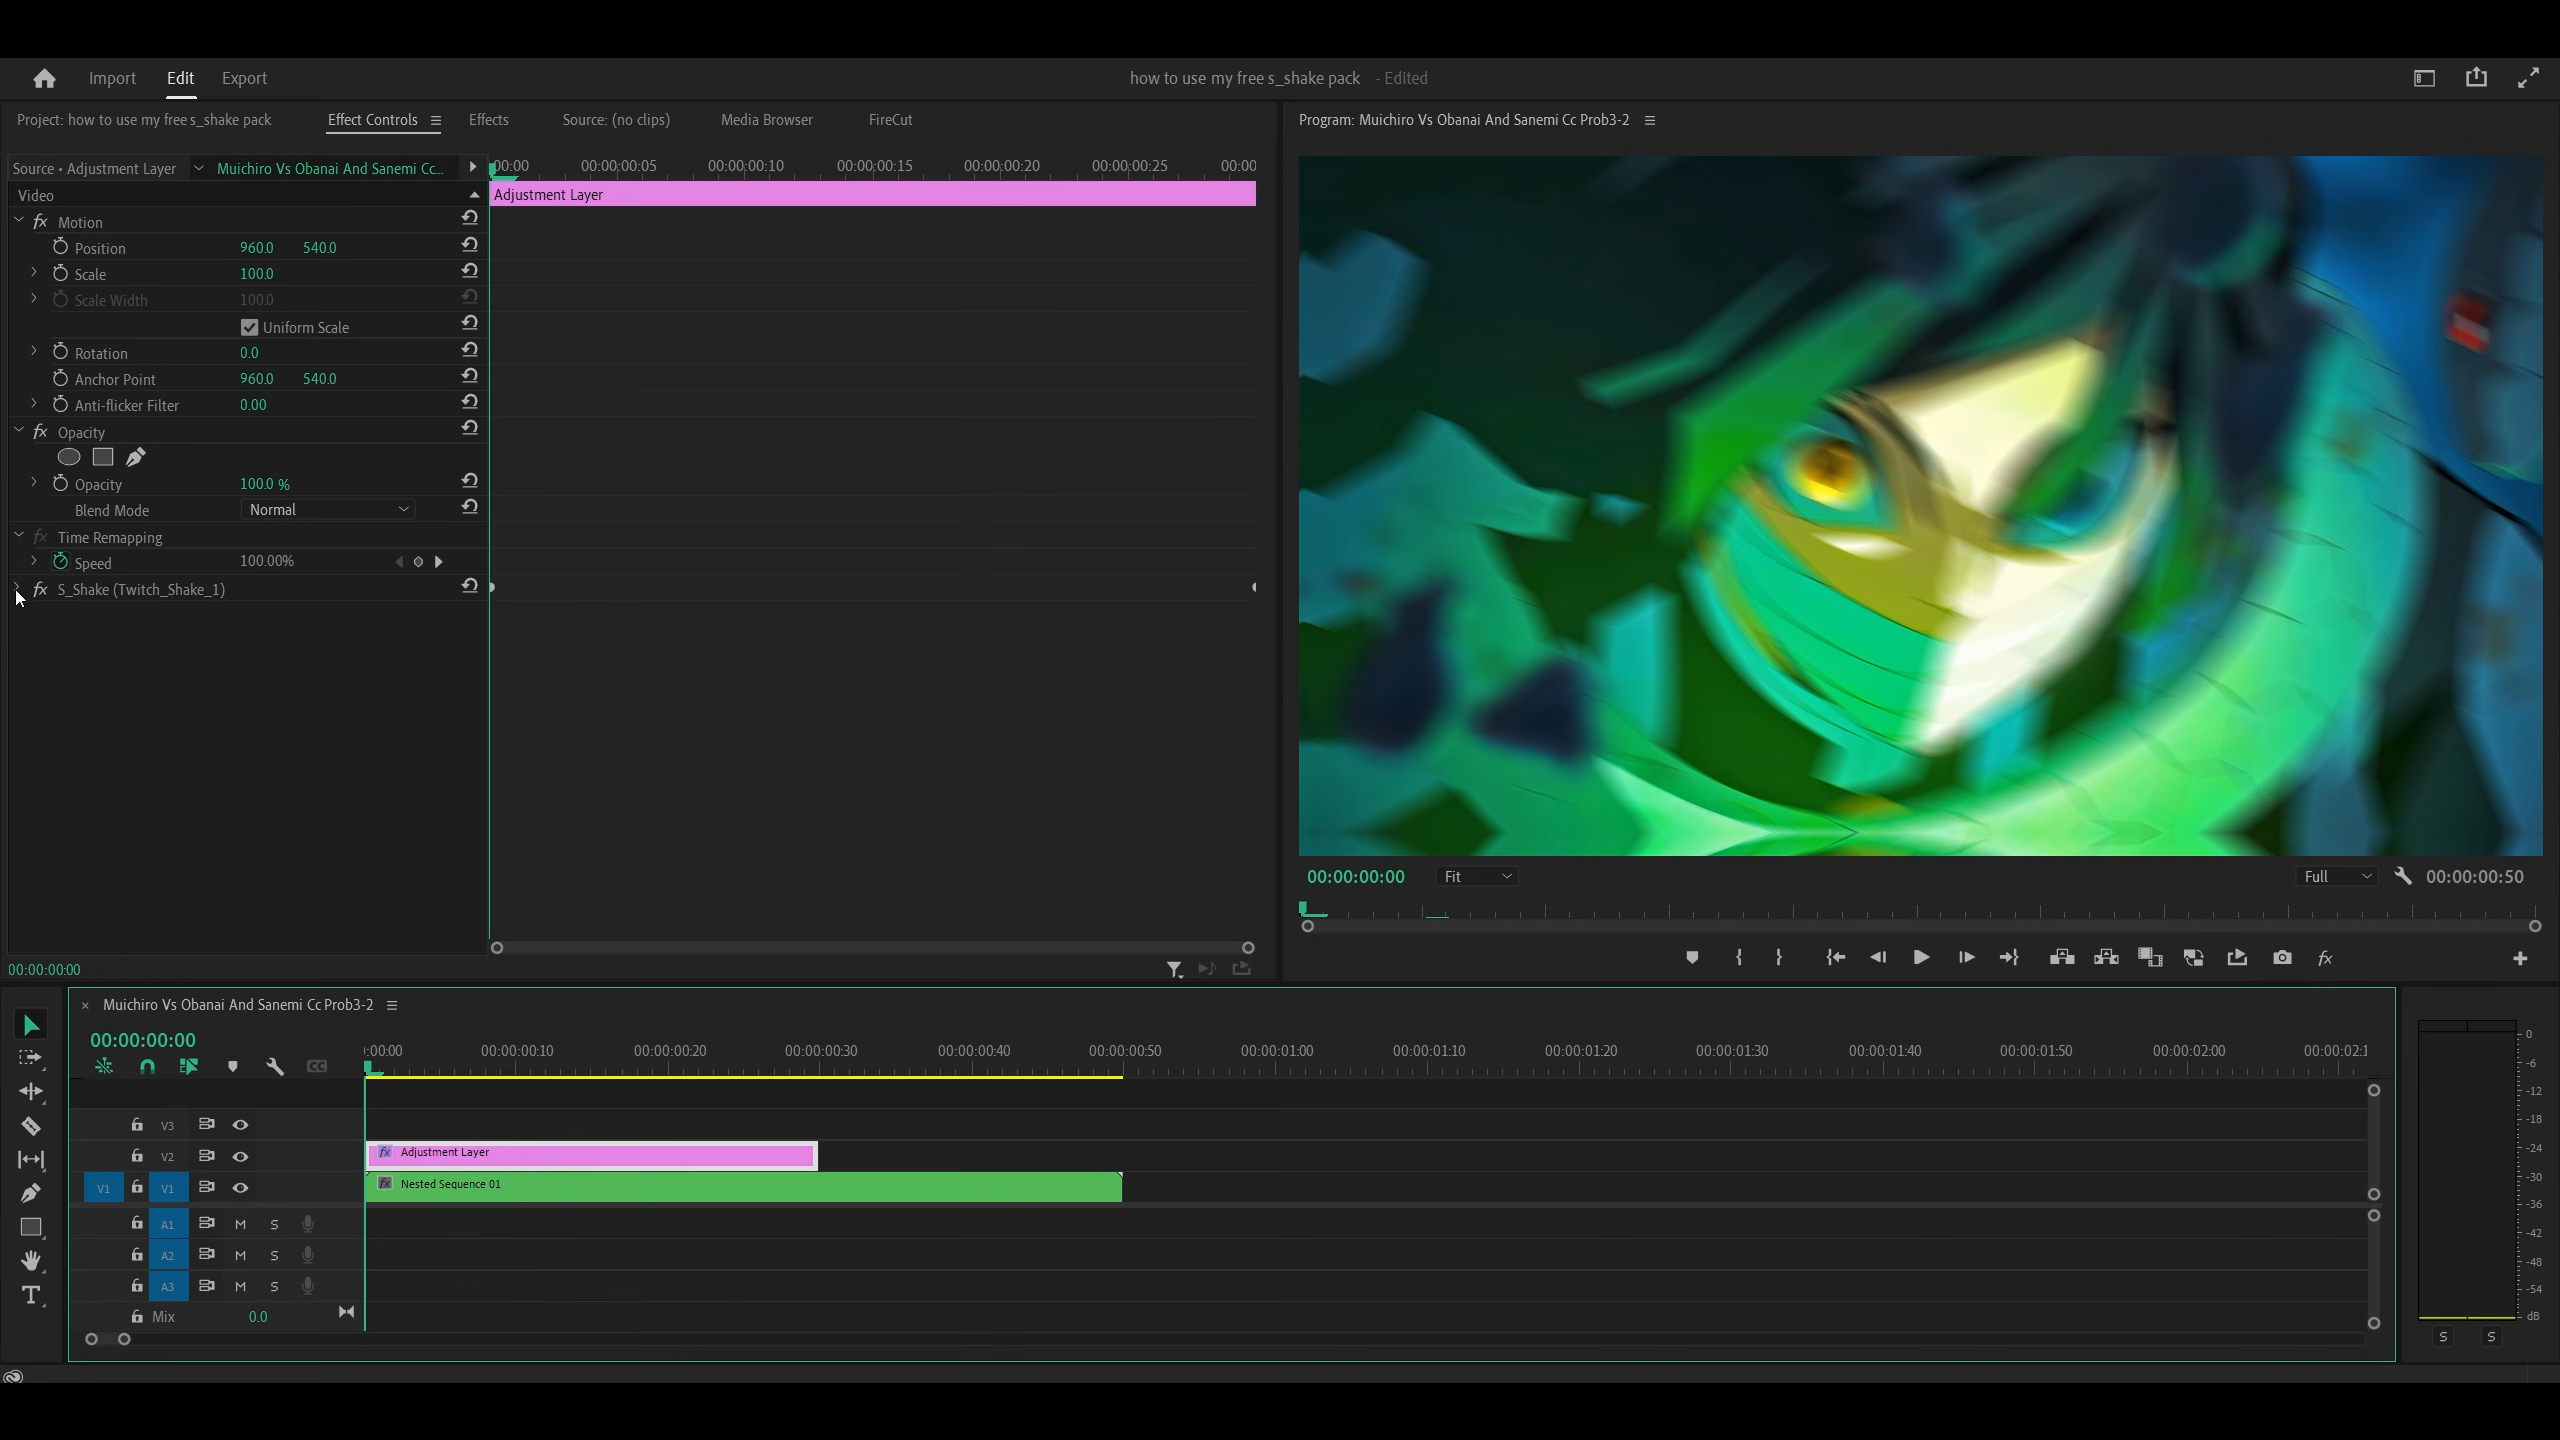 Import Edit Export how to use my free s_shake pack - Edited
Project: how to use my free s_shake pack Effect Controls Effects Source: (no clips) Media Browser FireCut
Program: Muichiro Vs Obanai And Sanemi Cc Prob3-2
Source • Adjustment Layer Muichiro Vs Obanai And Sanemi Cc...
00:00 00:00:00:05 00:00:00:10 00:00:00:15 00:00:00:20 00:00:00:25 00:00
Video Adjustment Layer
fx Motion
Position 960.0 540.0
Scale 100.0
Scale Width 100.0
Uniform Scale
Rotation 0.0
Anchor Point 960.0 540.0
Anti-flicker Filter 0.00
fx Opacity
Opacity 100.0 %
Blend Mode Normal
fx Time Remapping
Speed 100.00%
fx S_Shake (Twitch_Shake_1)
00:00:00:00 Fit Full 00:00:00:50
fx
00:00:00:00
Muichiro Vs Obanai And Sanemi Cc Prob3-2
00:00:00:00
:00:00 00:00:00:10 00:00:00:20 00:00:00:30 00:00:00:40 00:00:00:50 00:00:01:00 00:00:01:10 00:00:01:20 00:00:01:30 00:00:01:40 00:00:01:50 00:00:02:00 00:00:02:1
CC
V3
V2 fx Adjustment Layer
V1 V1 fx Nested Sequence 01
A1 M S
A2 M S
A3 M S
Mix 0.0
T
0
-6
-12
-18
-24
-30
-36
-42
-48
-54
dB
S S